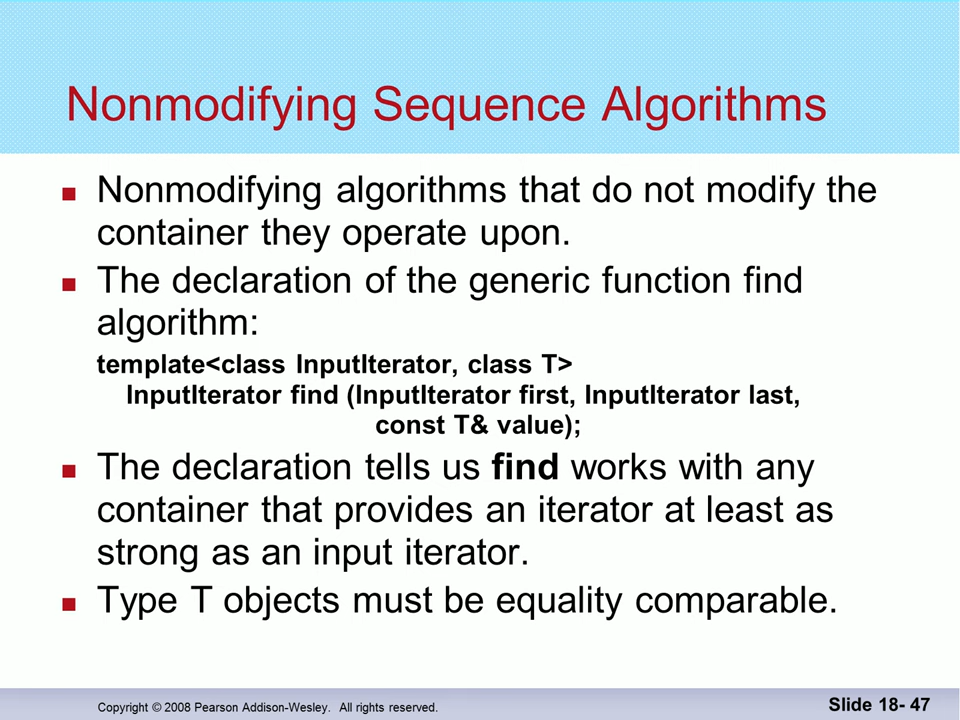 Nonmodifying Sequence Algorithms
Nonmodifying algorithms that do not modify the
container they operate upon.
The declaration of the generic function find
algorithm:
template<class InputIterator, class T>
InputIterator find (InputIterator first, InputIterator last,
const T& value);
The declaration tells us find works with any
container that provides an iterator at least as
strong as an input iterator.
Type T objects must be equality comparable.
Copyright © 2008 Pearson Addison-Wesley. All rights reserved.
Slide 18- 47